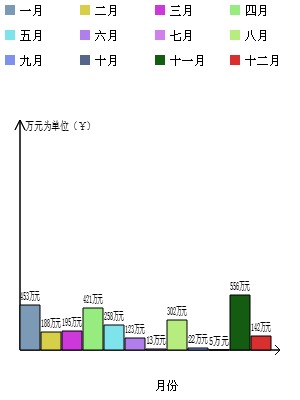 一月 二月 三月 四月
五月 六月 七月 八月
九月 十月 十一月 十二月
万元为单位（￥）
453万元
188万元
195万元
421万元
258万元
123万元
13万元
302万元
22万元
5万元
556万元
142万元
月份